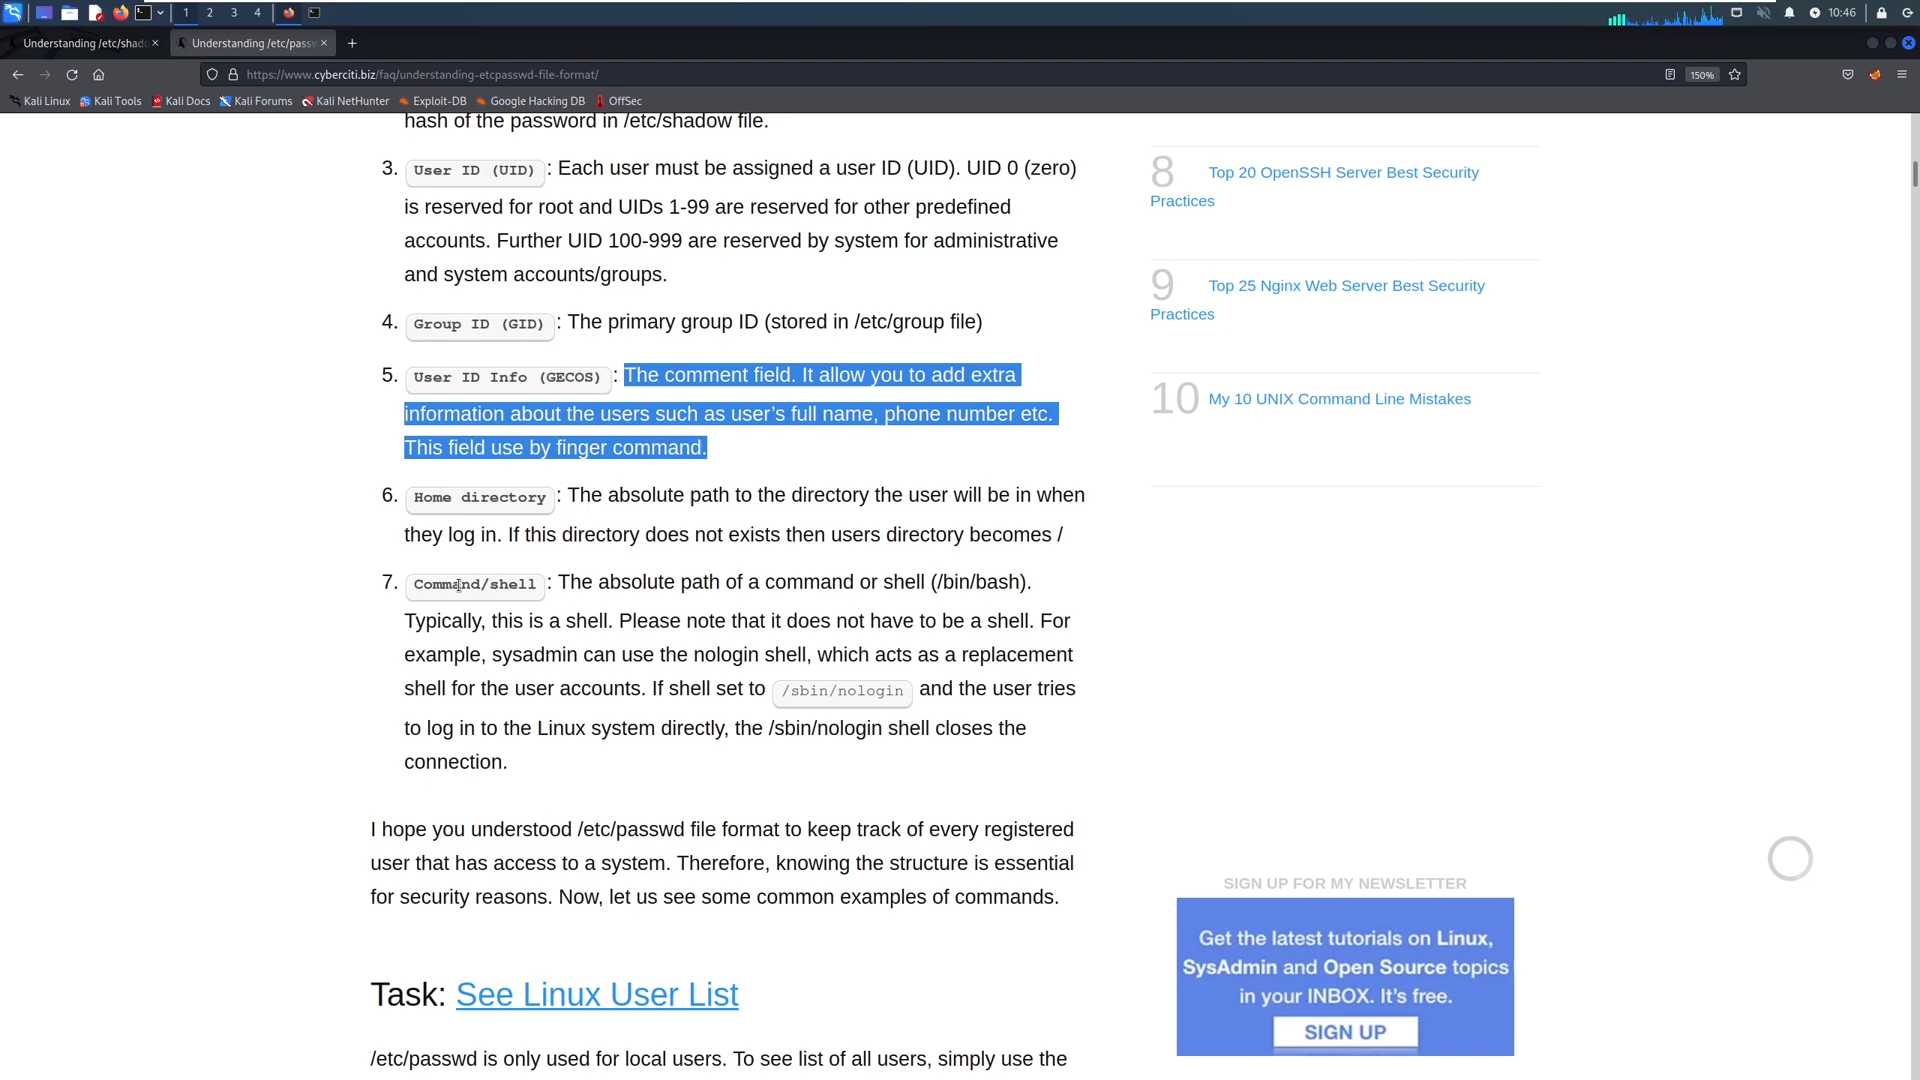 1 2 3 4 10:46
Understanding /etc/shado Understanding /etc/passw
https://www.cyberciti.biz/faq/understanding-etcpasswd-file-format/ 150%
Kali Linux Kali Tools Kali Docs Kali Forums Kali NetHunter Exploit-DB Google Hacking DB OffSec
hash of the password in /etc/shadow file.
3. User ID (UID) : Each user must be assigned a user ID (UID). UID 0 (zero)
is reserved for root and UIDs 1-99 are reserved for other predefined
accounts. Further UID 100-999 are reserved by system for administrative
and system accounts/groups.
4. Group ID (GID) : The primary group ID (stored in /etc/group file)
5. User ID Info (GECOS) : The comment field. It allow you to add extra
information about the users such as user’s full name, phone number etc.
This field use by finger command.
6. Home directory : The absolute path to the directory the user will be in when
they log in. If this directory does not exists then users directory becomes /
7. Command/shell : The absolute path of a command or shell (/bin/bash).
Typically, this is a shell. Please note that it does not have to be a shell. For
example, sysadmin can use the nologin shell, which acts as a replacement
shell for the user accounts. If shell set to /sbin/nologin and the user tries
to log in to the Linux system directly, the /sbin/nologin shell closes the
connection.
I hope you understood /etc/passwd file format to keep track of every registered
user that has access to a system. Therefore, knowing the structure is essential
for security reasons. Now, let us see some common examples of commands.
Task: See Linux User List
/etc/passwd is only used for local users. To see list of all users, simply use the
8 Top 20 OpenSSH Server Best Security
Practices
9 Top 25 Nginx Web Server Best Security
Practices
10 My 10 UNIX Command Line Mistakes
SIGN UP FOR MY NEWSLETTER
Get the latest tutorials on Linux,
SysAdmin and Open Source topics
in your INBOX. It's free.
SIGN UP